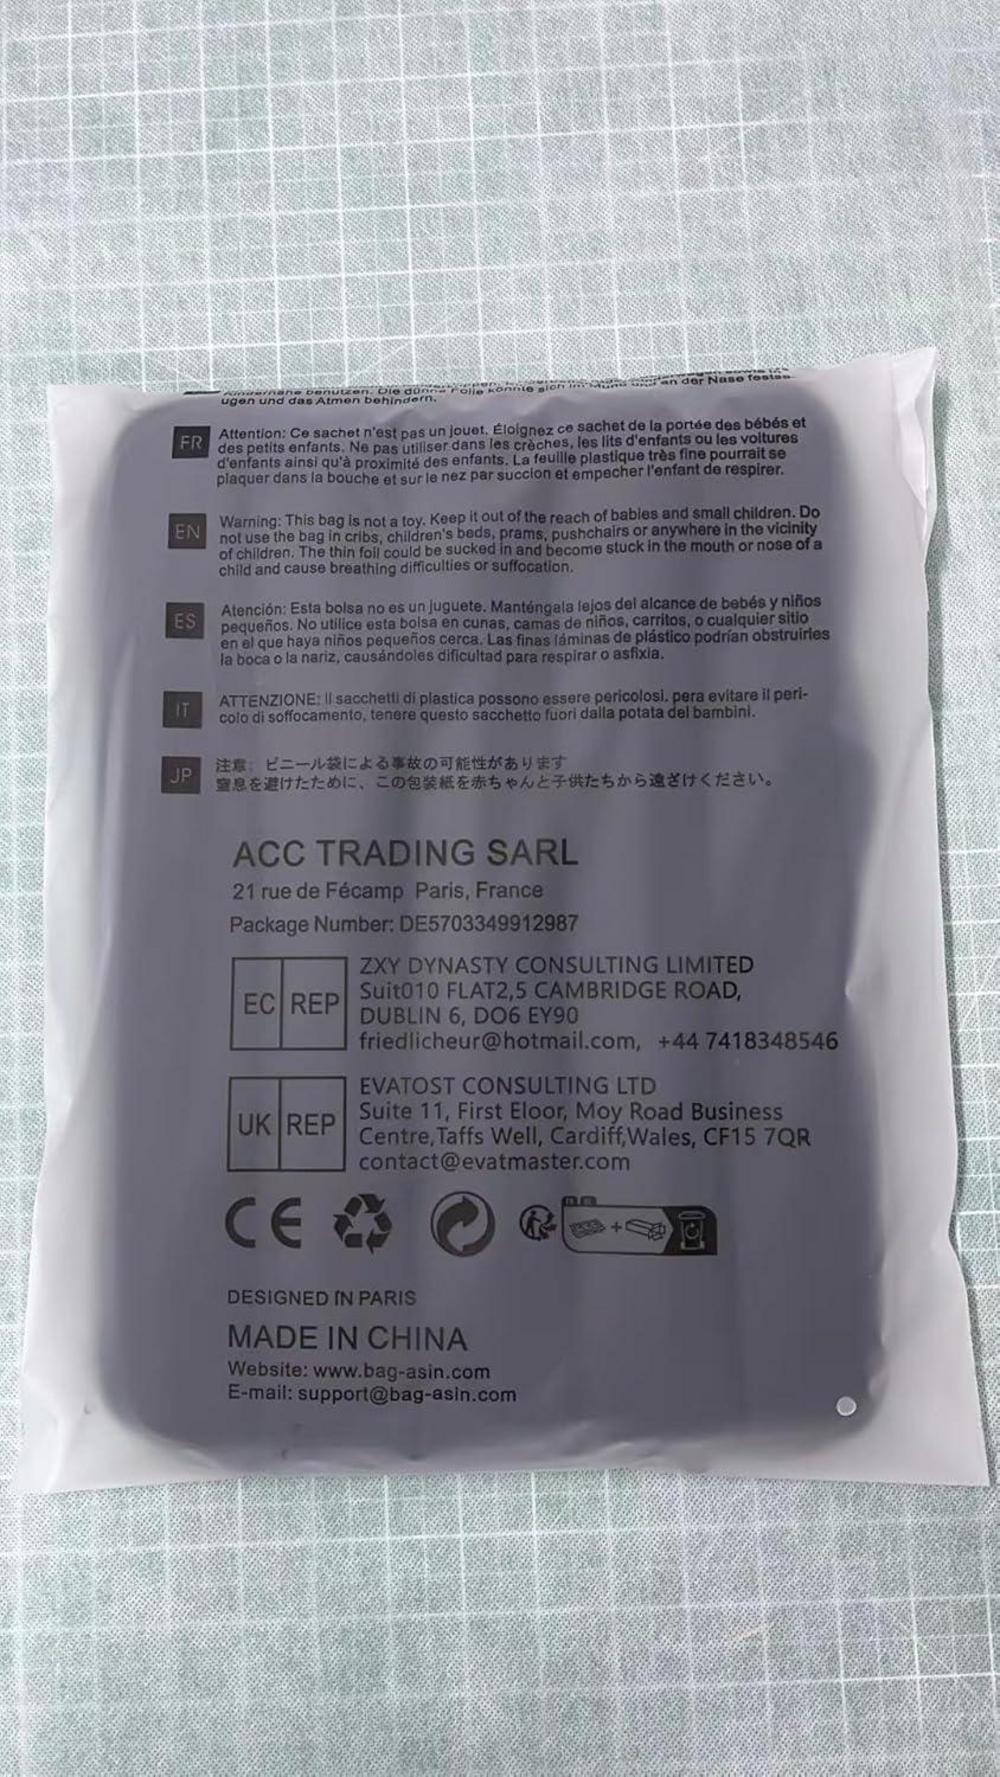 ugen und das Atmen behindern.
FR
Attention: Ce sachet n'est pas un jouet. Éloignez ce sachet de la portée des bébés et
des petits enfants. Ne pas utiliser dans les crèches, les lits d'enfants ou les voitures
d'enfants ainsi qu'à proximité des enfants. La feuille plastique très fine pourrait se
plaquer dans la bouche et sur le nez par succion et empecher l'enfant de respirer.
EN
Warning: This bag is not a toy. Keep it out of the reach of babies and small children. Do
not use the bag in cribs, children's beds, prams, pushchairs or anywhere in the vicinity
of children. The thin foil could be sucked in and become stuck in the mouth or nose of a
child and cause breathing difficulties or suffocation.
ES
Atención: Esta bolsa no es un juguete. Manténgala lejos del alcance de bebés y niños
pequeños. No utilice esta bolsa en cunas, camas de niños, carritos, o cualquier sitio
en el que haya niños pequeños cerca. Las finas láminas de plástico podrían obstruirles
la boca o la nariz, causándoles dificultad para respirar o asfixia.
IT
ATTENZIONE: Il sacchetti di plastica possono essere pericolosi. pera evitare il peri-
colo di soffocamento, tenere questo sacchetto fuori dalla potata del bambini.
JP
注意: ビニール袋による事故の可能性があります
窒息を避けたために、この包装紙を赤ちゃんと子供たちから遠ざけください。
ACC TRADING SARL
21 rue de Fécamp Paris, France
Package Number: DE5703349912987
EC REP
ZXY DYNASTY CONSULTING LIMITED
Suit010 FLAT2,5 CAMBRIDGE ROAD,
DUBLIN 6, DO6 EY90
friedlicheur@hotmail.com, +44 7418348546
UK REP
EVATOST CONSULTING LTD
Suite 11, First Eloor, Moy Road Business
Centre,Taffs Well, Cardiff,Wales, CF15 7QR
contact@evatmaster.com
CE
DESIGNED IN PARIS
MADE IN CHINA
Website: www.bag-asin.com
E-mail: support@bag-asin.com